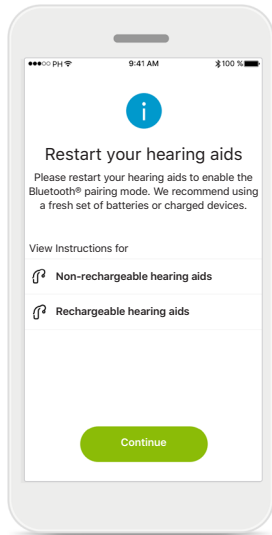 ●●●○○ PH 9:41 AM 100 %
i
Restart your hearing aids
Please restart your hearing aids to enable the
Bluetooth® pairing mode. We recommend using
a fresh set of batteries or charged devices.
View Instructions for
Non-rechargeable hearing aids
Rechargeable hearing aids
Continue